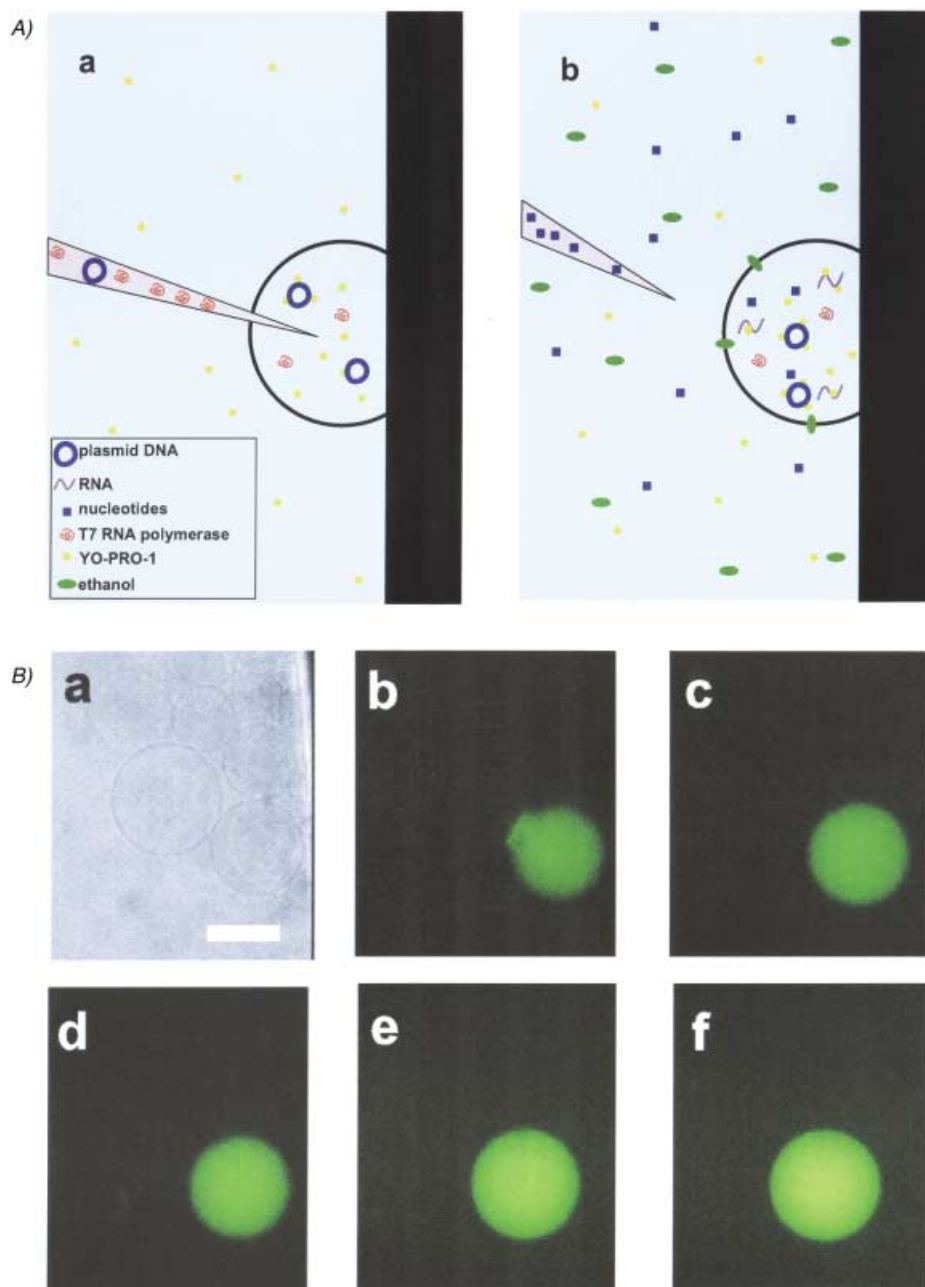 A)
a
b
plasmid DNA
RNA
nucleotides
T7 RNA polymerase
YO-PRO-1
ethanol
B)
a
b
c
d
e
f